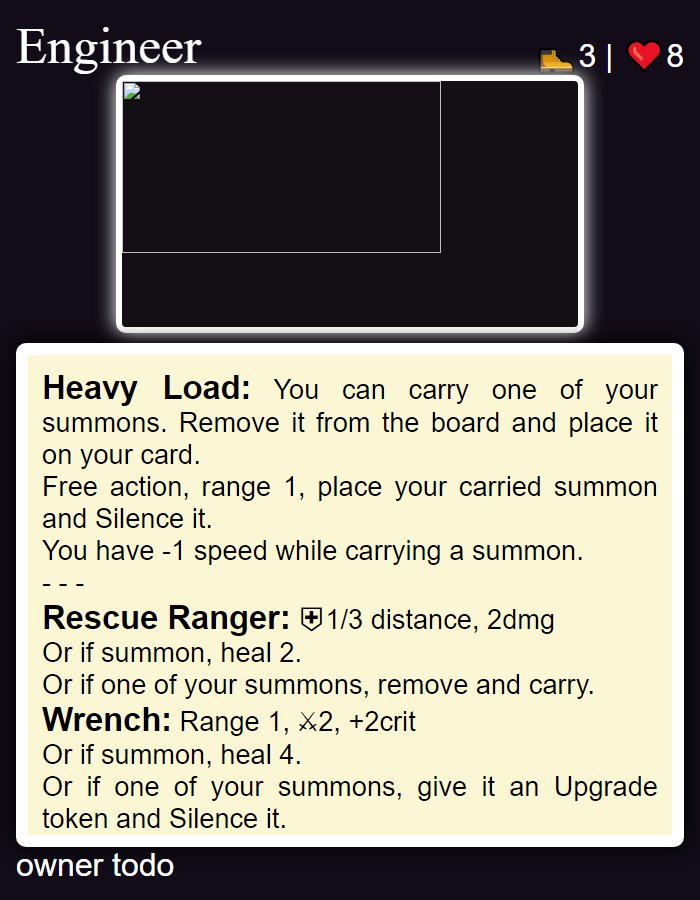 Engineer
🥾3 | ❤️8
Heavy Load: You can carry one of your
summons. Remove it from the board and place it
on your card.
Free action, range 1, place your carried summon
and Silence it.
You have -1 speed while carrying a summon.
- - -
Rescue Ranger: ⛨1/3 distance, 2dmg
Or if summon, heal 2.
Or if one of your summons, remove and carry.
Wrench: Range 1, ⚔2, +2crit
Or if summon, heal 4.
Or if one of your summons, give it an Upgrade
token and Silence it.
owner todo